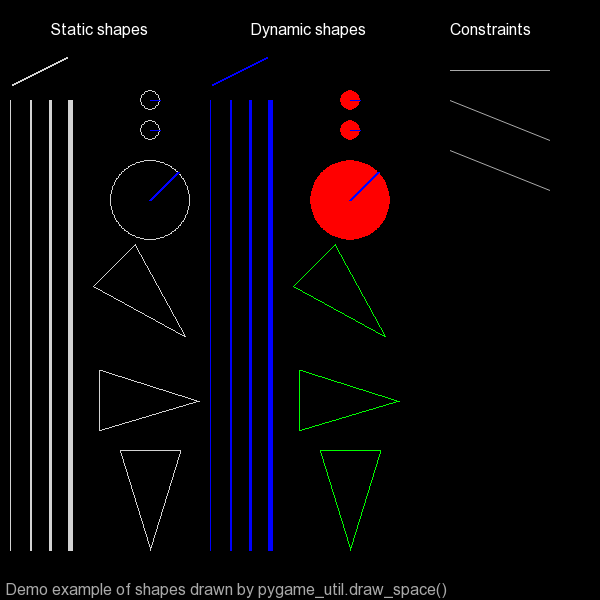 Static shapes
Dynamic shapes
Constraints
Demo example of shapes drawn by pygame_util.draw_space()